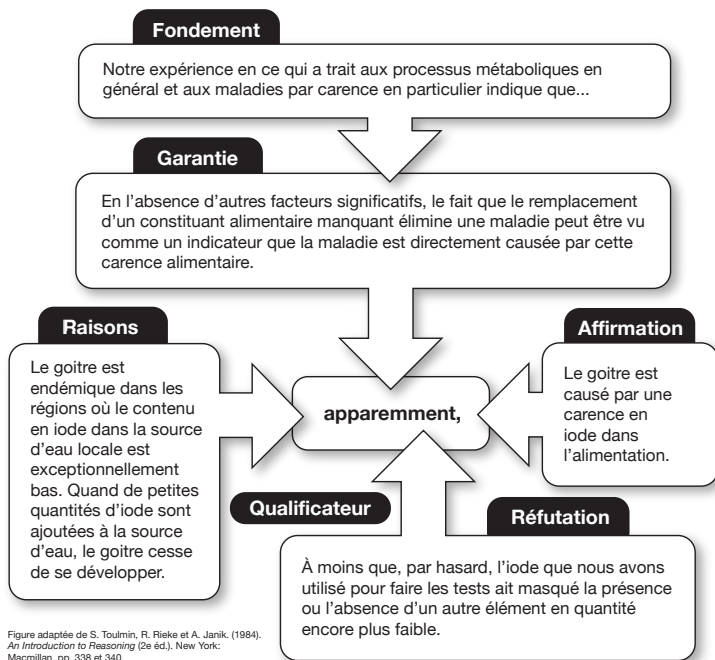 Fondement
Notre expérience en ce qui a trait aux processus métaboliques en
général et aux maladies par carence en particulier indique que...
Garantie
En l'absence d'autres facteurs significatifs, le fait que le remplacement
d'un constituant alimentaire manquant élimine une maladie peut être vu
comme un indicateur que la maladie est directement causée par cette
carence alimentaire.
Raisons
Le goitre est
endémique dans les
régions où le contenu
en iode dans la source
d'eau locale est
exceptionnellement
bas. Quand de petites
quantités d'iode sont
ajoutées à la source
d'eau, le goitre cesse
de se développer.
apparemment,
Affirmation
Le goitre est
causé par une
carence en
iode dans
l'alimentation.
Qualificateur
Réfutation
À moins que, par hasard, l'iode que nous avons
utilisé pour faire les tests ait masqué la présence
ou l'absence d'un autre élément en quantité
encore plus faible.
Figure adaptée de S. Toulmin, R. Rieke et A. Janik. (1984).
An Introduction to Reasoning (2e éd.). New York:
Macmillan, pp. 338 et 340.